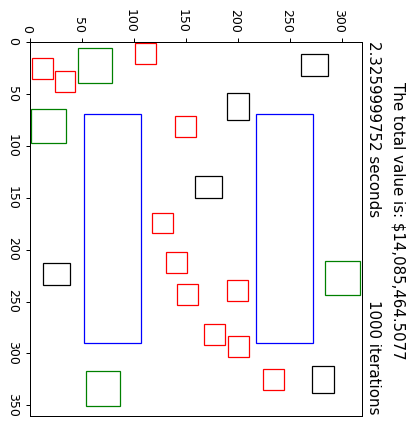 The total value is: $14,085,464.5077
2.3259999752 seconds 1000 iterations
0 50 100 150 200 250 300
0 50 100 150 200 250 300 350